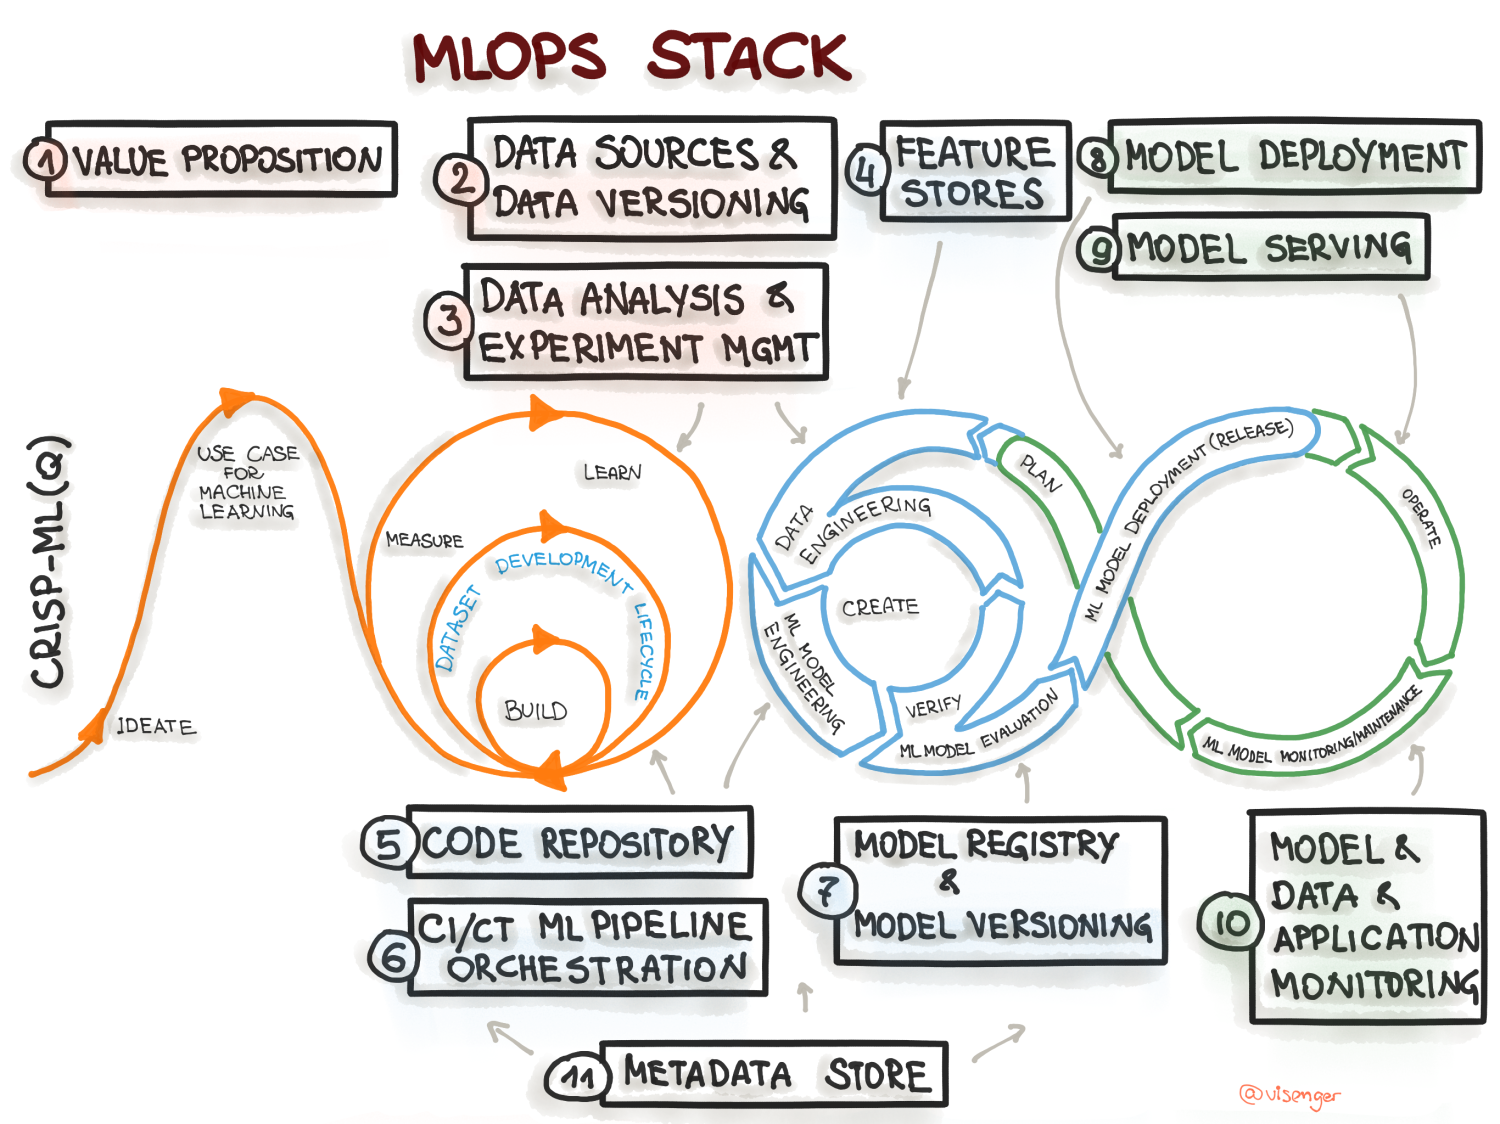 MLOPS STACK
1 VALUE PROPOSITION
2 DATA SOURCES &
DATA VERSIONING
3 DATA ANALYSIS &
EXPERIMENT MGMT
4 FEATURE
STORES
8 MODEL DEPLOYMENT
9 MODEL SERVING
CRISP-ML(Q)
IDEATE
USE CASE
FOR
MACHINE
LEARNING
MEASURE
LEARN
DATASET DEVELOPMENT LIFECYCLE
BUILD
DATA
ENGINEERING
CREATE
ML MODEL
ENGINEERING
VERIFY
ML MODEL EVALUATION
PLAN
ML MODEL DEPLOYMENT (RELEASE)
OPERATE
ML MODEL MONITORING/MAINTENANCE
5 CODE REPOSITORY
6 CI/CT ML PIPELINE
ORCHESTRATION
7 MODEL REGISTRY
&
MODEL VERSIONING
10 MODEL &
DATA &
APPLICATION
MONITORING
11 METADATA STORE
@visenger